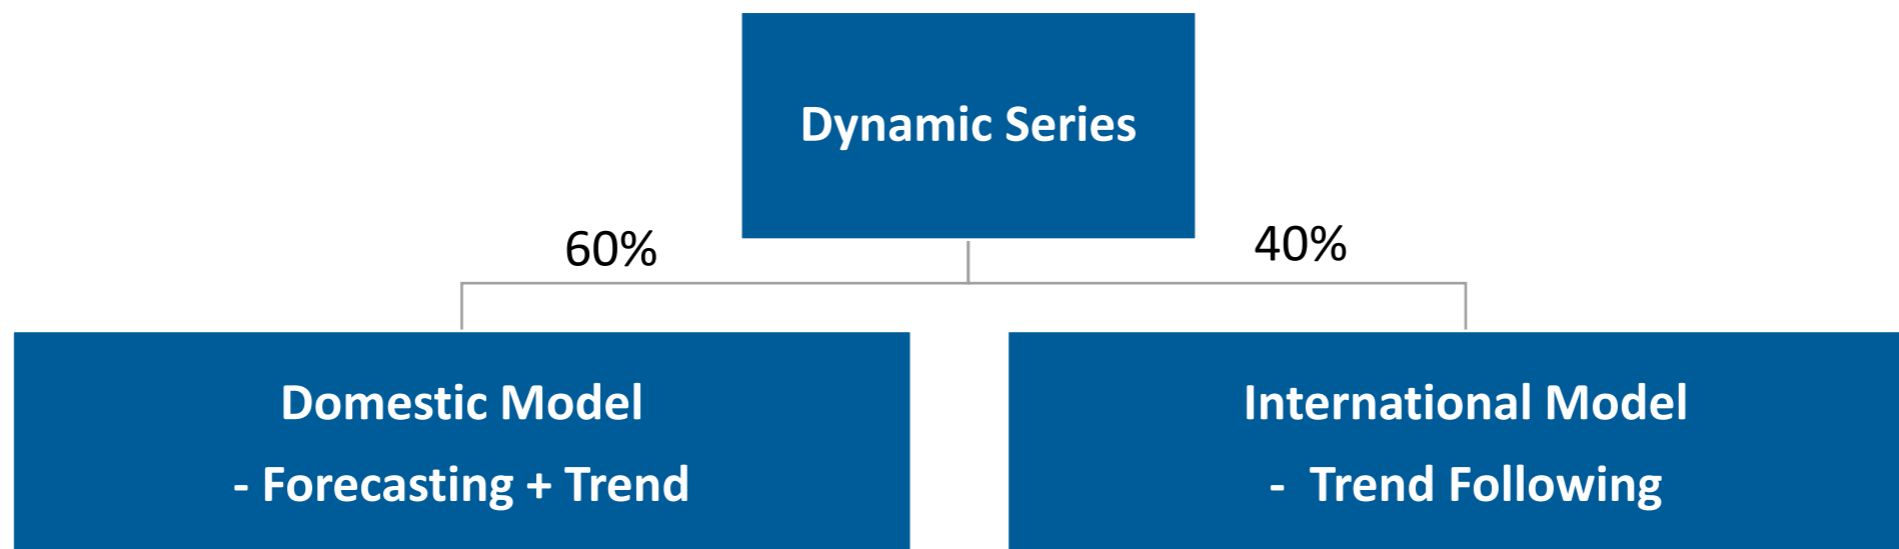 Dynamic Series
60%
40%
Domestic Model
- Forecasting + Trend
International Model
- Trend Following